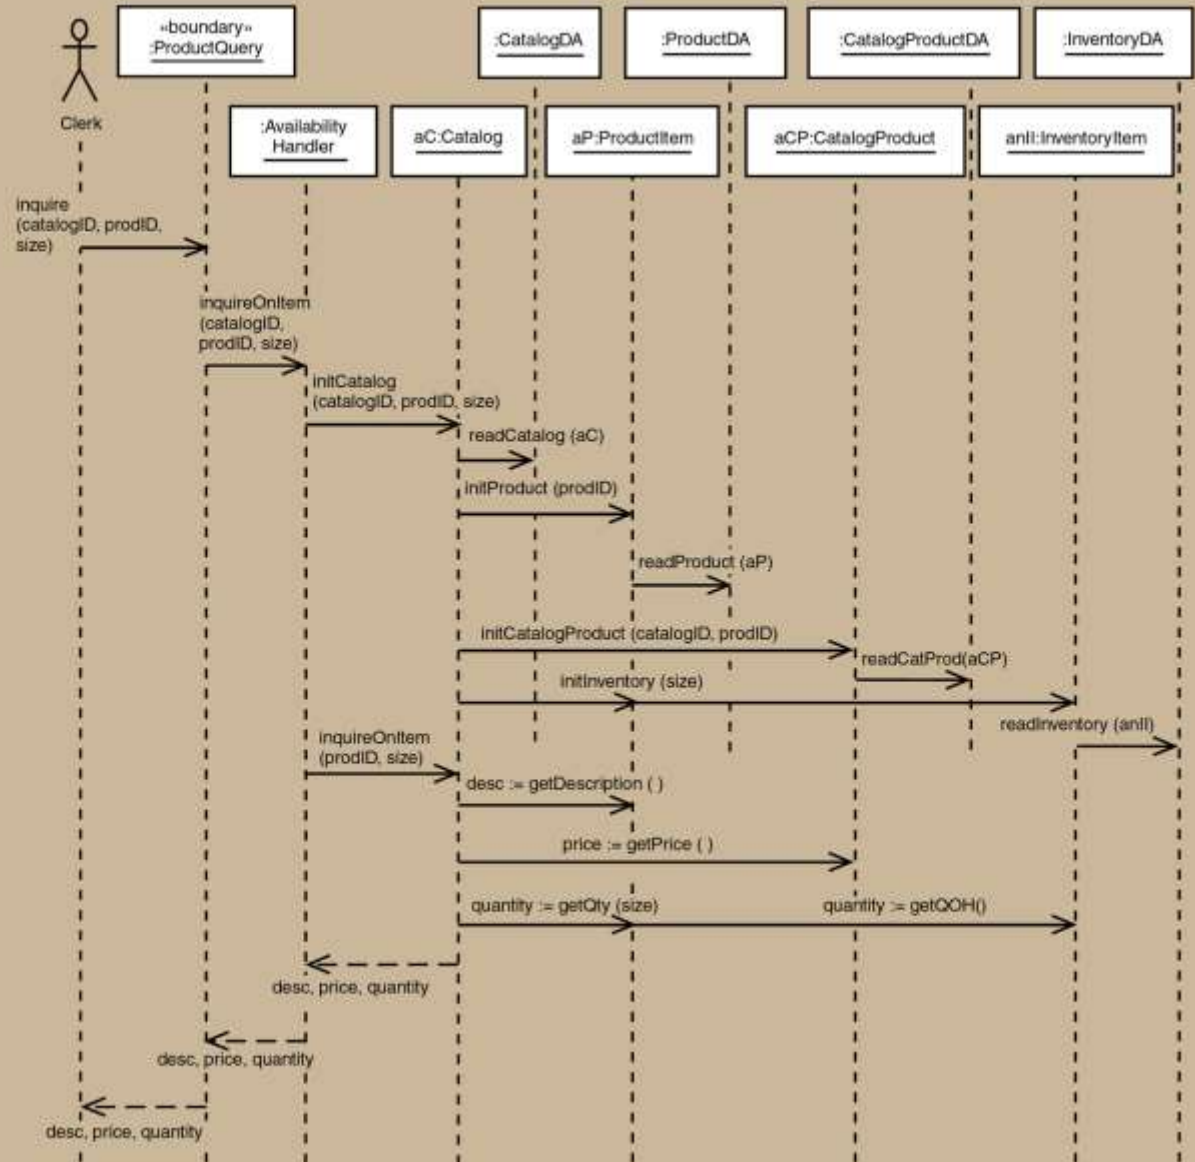 «boundary»
:ProductQuery
:CatalogDA
:ProductDA
:CatalogProductDA
:InventoryDA
Clerk
:Availability
Handler
aC:Catalog
aP:ProductItem
aCP:CatalogProduct
anII:InventoryItem
inquire
(catalogID, prodID,
size)
inquireOnItem
(catalogID,
prodID, size)
initCatalog
(catalogID, prodID, size)
readCatalog (aC)
initProduct (prodID)
readProduct (aP)
initCatalogProduct (catalogID, prodID)
readCatProd(aCP)
initInventory (size)
readInventory (anII)
inquireOnItem
(prodID, size)
desc := getDescription ( )
price := getPrice ( )
quantity := getQty (size)
quantity := getQOH()
desc, price, quantity
desc, price, quantity
desc, price, quantity